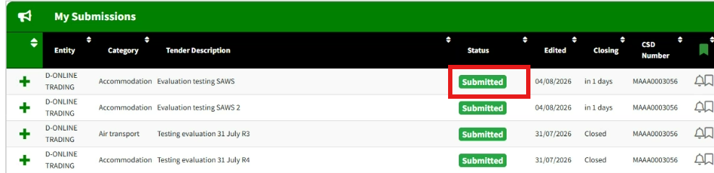 My Submissions
Entity Category Tender Description Status Edited Closing CSD Number
D-ONLINE TRADING Accommodation Evaluation testing SAWS Submitted 04/08/2026 in 1 days MAAA0003056
D-ONLINE TRADING Accommodation Evaluation testing SAWS 2 Submitted 04/08/2026 in 1 days MAAA0003056
D-ONLINE TRADING Air transport Testing evaluation 31 July R3 Submitted 31/07/2026 Closed MAAA0003056
D-ONLINE TRADING Accommodation Testing evaluation 31 July R4 Submitted 31/07/2026 Closed MAAA0003056